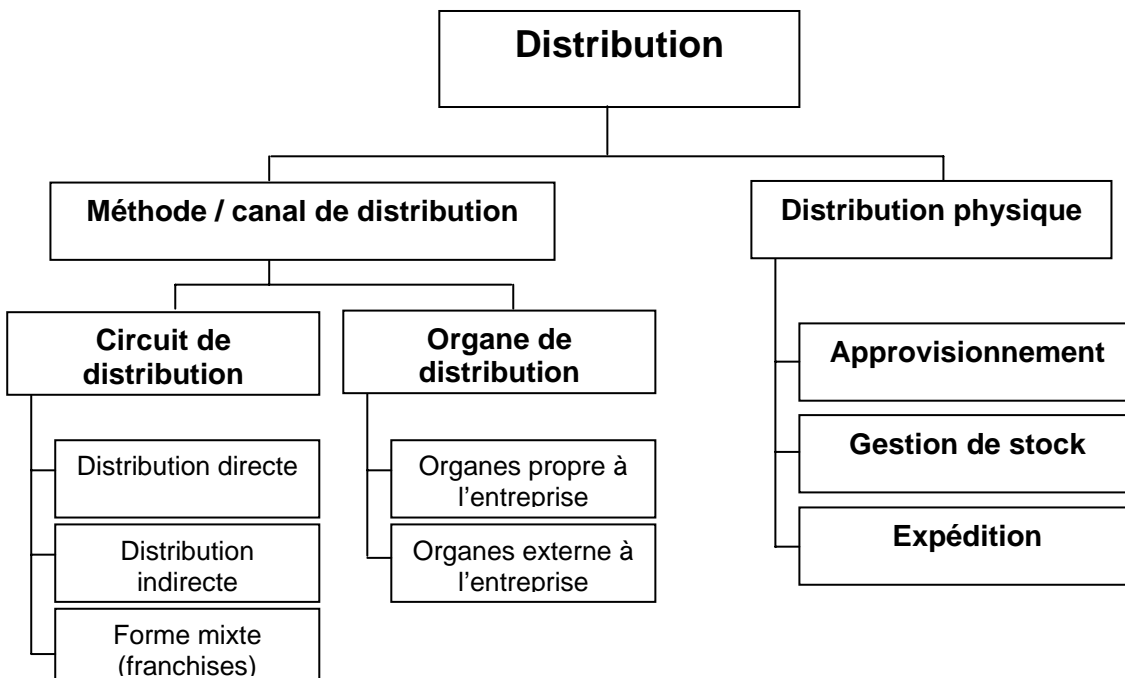 Distribution
Méthode / canal de distribution
Distribution physique
Circuit de
distribution
Organe de
distribution
Approvisionnement
Gestion de stock
Expédition
Distribution directe
Distribution
indirecte
Forme mixte
(franchises)
Organes propre à
l’entreprise
Organes externe à
l’entreprise